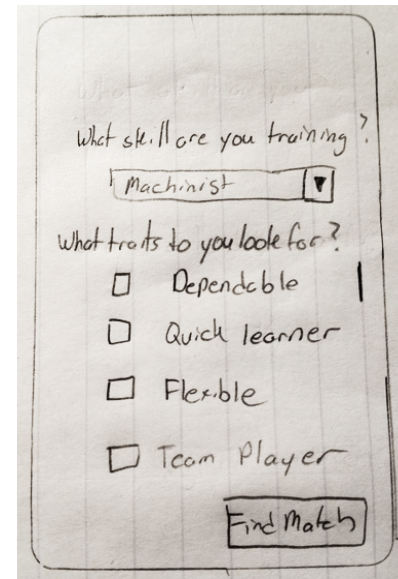 What skill are you training?
Machinist
What traits to you look for?
Dependable
Quick learner
Flexible
Team Player
Find Match